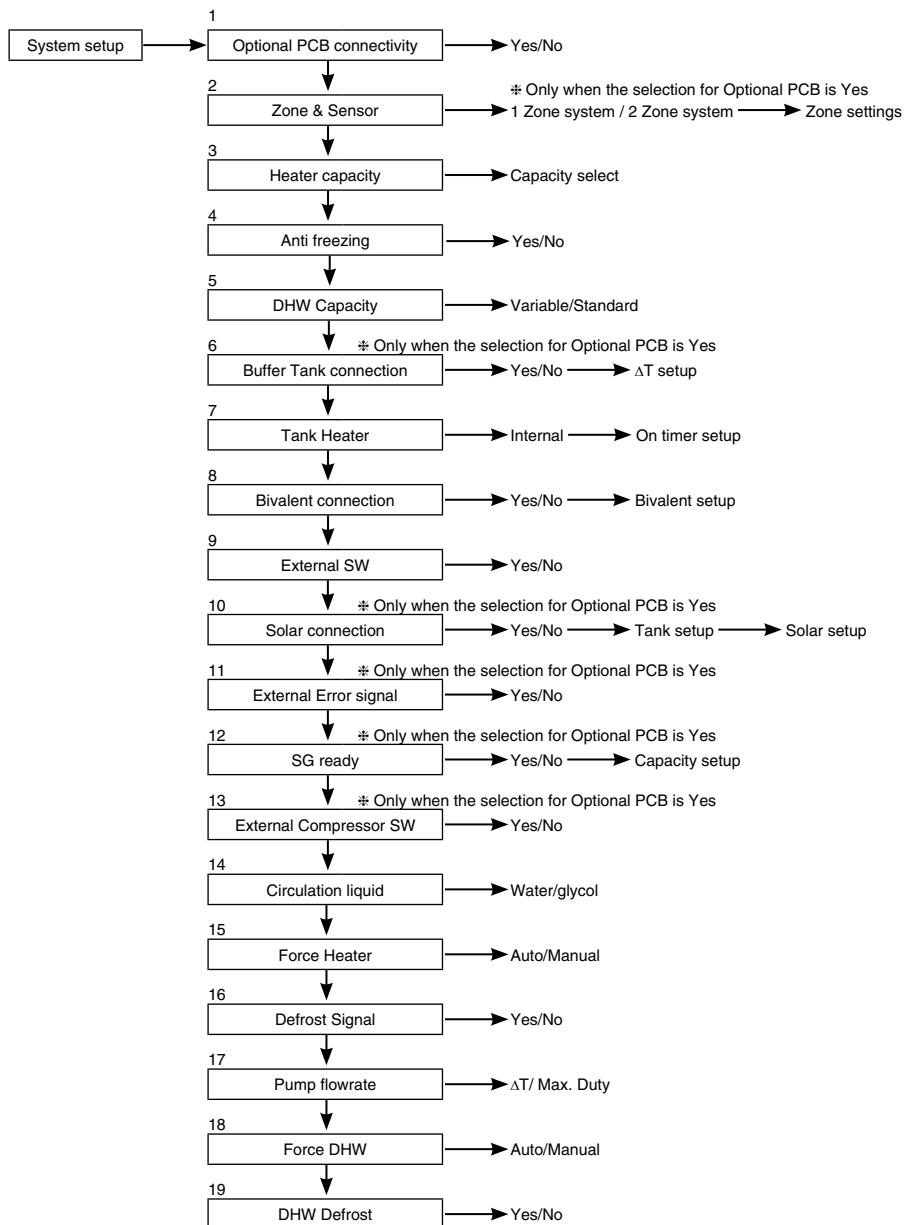 1
System setup Optional PCB connectivity Yes/No
2 ⁜ Only when the selection for Optional PCB is Yes
Zone & Sensor 1 Zone system / 2 Zone system Zone settings
3
Heater capacity Capacity select
4
Anti freezing Yes/No
5
DHW Capacity Variable/Standard
6 ⁜ Only when the selection for Optional PCB is Yes
Buffer Tank connection Yes/No ΔT setup
7
Tank Heater Internal On timer setup
8
Bivalent connection Yes/No Bivalent setup
9
External SW Yes/No
10 ⁜ Only when the selection for Optional PCB is Yes
Solar connection Yes/No Tank setup Solar setup
11 ⁜ Only when the selection for Optional PCB is Yes
External Error signal Yes/No
12 ⁜ Only when the selection for Optional PCB is Yes
SG ready Yes/No Capacity setup
13 ⁜ Only when the selection for Optional PCB is Yes
External Compressor SW Yes/No
14
Circulation liquid Water/glycol
15
Force Heater Auto/Manual
16
Defrost Signal Yes/No
17
Pump flowrate ΔT/ Max. Duty
18
Force DHW Auto/Manual
19
DHW Defrost Yes/No